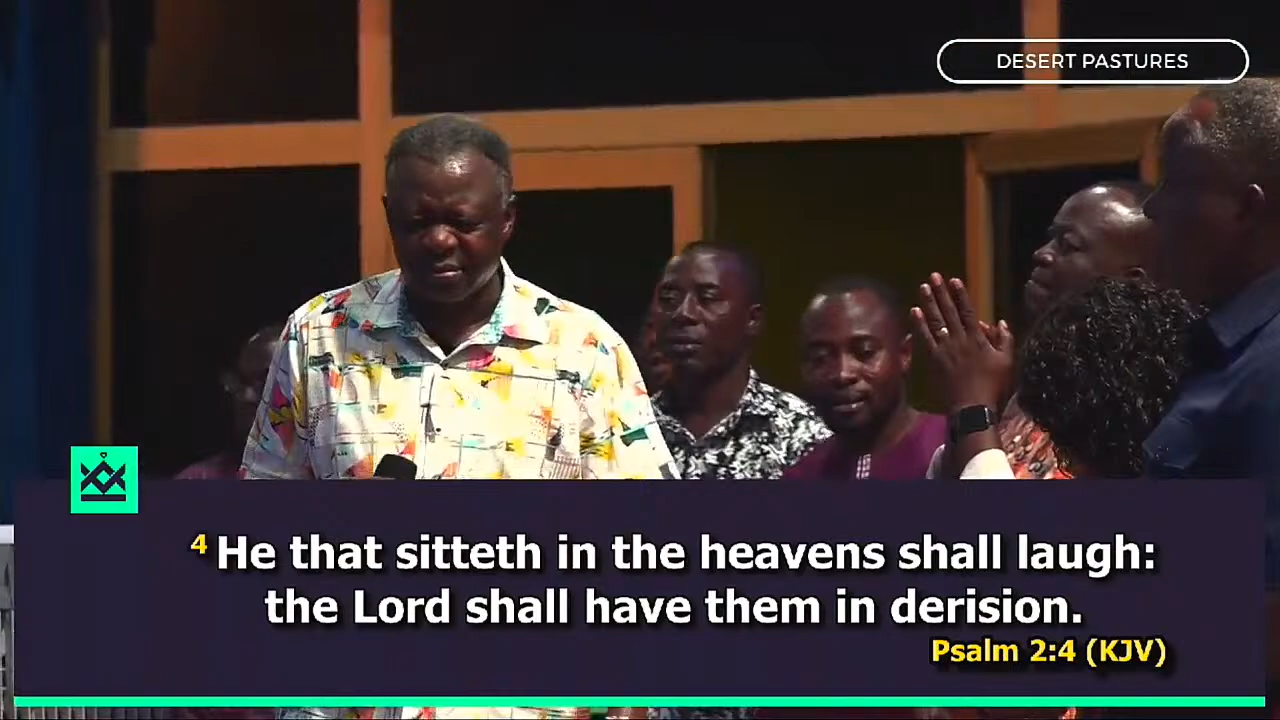 DESERT PASTURES
4 He that sitteth in the heavens shall laugh:
the Lord shall have them in derision.
Psalm 2:4 (KJV)